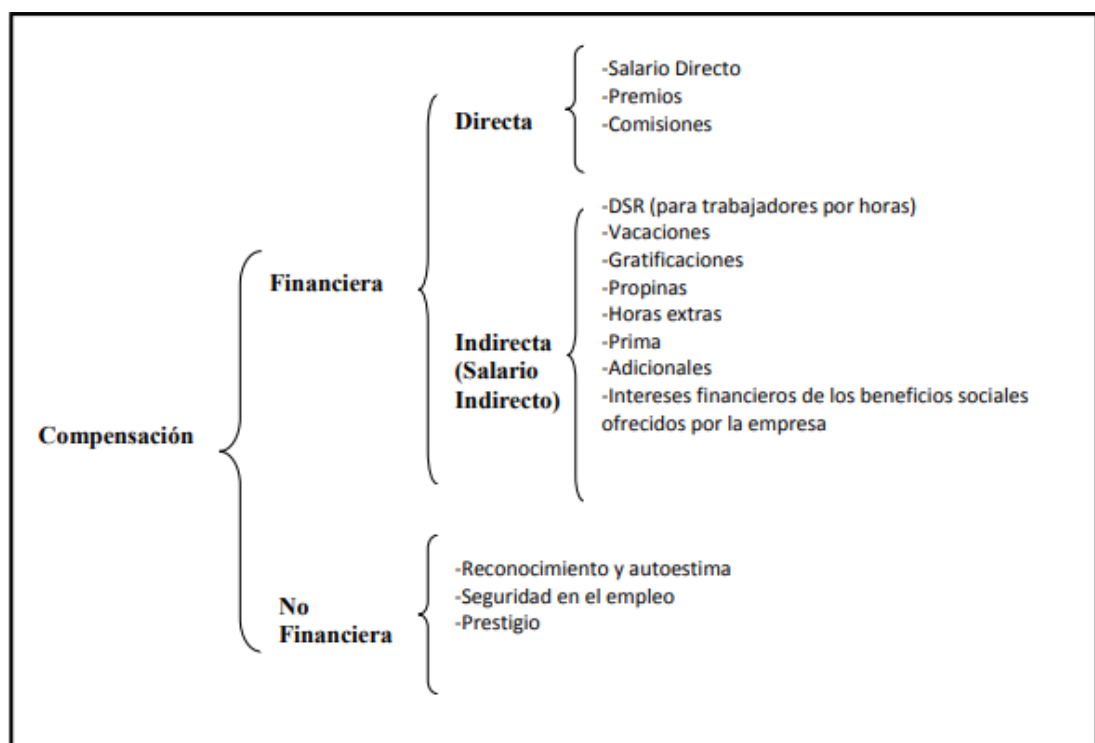 Compensación
Financiera
Directa
-Salario Directo
-Premios
-Comisiones
Indirecta
(Salario
Indirecto)
-DSR (para trabajadores por horas)
-Vacaciones
-Gratificaciones
-Propinas
-Horas extras
-Prima
-Adicionales
-Intereses financieros de los beneficios sociales
ofrecidos por la empresa
No
Financiera
-Reconocimiento y autoestima
-Seguridad en el empleo
-Prestigio